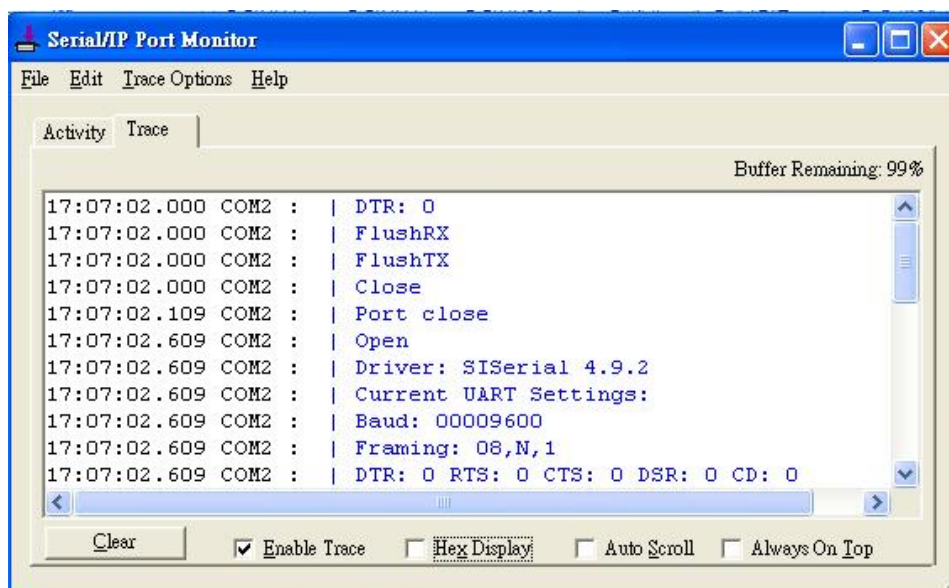 Serial/IP Port Monitor
File Edit Trace Options Help
Activity Trace
Buffer Remaining: 99%
17:07:02.000 COM2 : | DTR: 0
17:07:02.000 COM2 : | FlushRX
17:07:02.000 COM2 : | FlushTX
17:07:02.000 COM2 : | Close
17:07:02.109 COM2 : | Port close
17:07:02.609 COM2 : | Open
17:07:02.609 COM2 : | Driver: SISerial 4.9.2
17:07:02.609 COM2 : | Current UART Settings:
17:07:02.609 COM2 : | Baud: 00009600
17:07:02.609 COM2 : | Framing: 08,N,1
17:07:02.609 COM2 : | DTR: 0 RTS: 0 CTS: 0 DSR: 0 CD: 0
Clear Enable Trace Hex Display Auto Scroll Always On Top